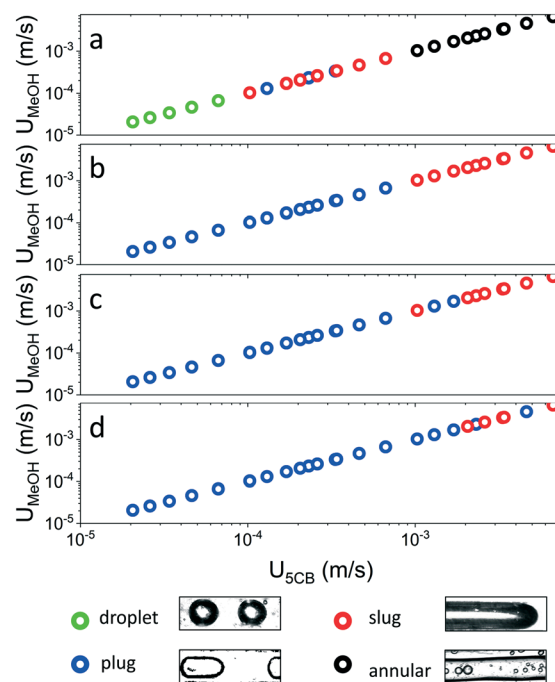 a
U_MeOH (m/s)
10^-3
10^-4
10^-5
b
U_MeOH (m/s)
10^-3
10^-4
10^-5
c
U_MeOH (m/s)
10^-3
10^-4
10^-5
d
U_MeOH (m/s)
10^-3
10^-4
10^-5
10^-5 10^-4 10^-3
U_5CB (m/s)
droplet slug
plug annular